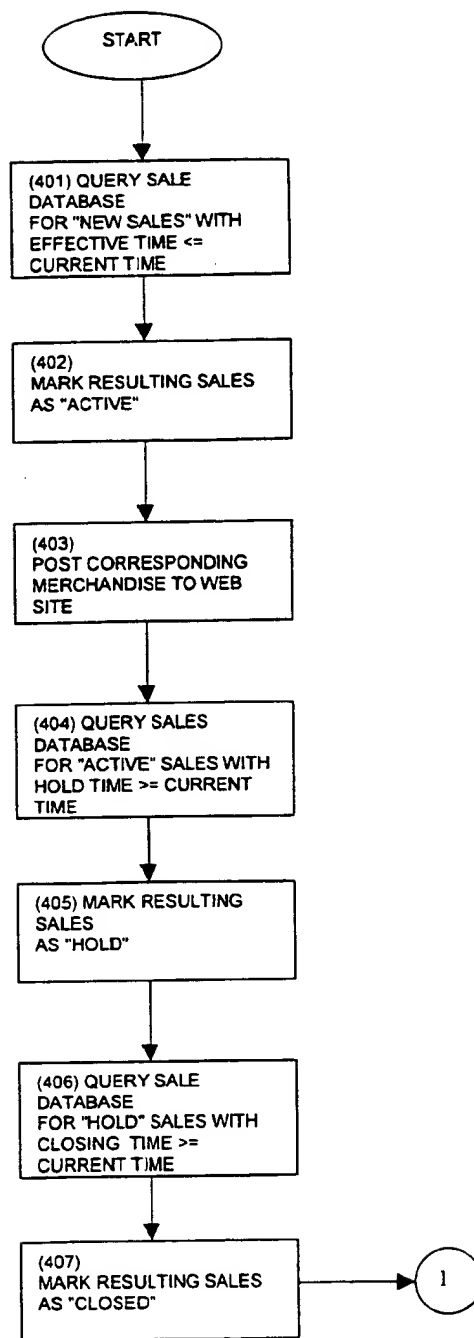 START
(401) QUERY SALE
DATABASE
FOR "NEW SALES" WITH
EFFECTIVE TIME <=
CURRENT TIME
(402)
MARK RESULTING SALES
AS "ACTIVE"
(403)
POST CORRESPONDING
MERCHANDISE TO WEB
SITE
(404) QUERY SALES
DATABASE
FOR "ACTIVE" SALES WITH
HOLD TIME >= CURRENT
TIME
(405) MARK RESULTING
SALES
AS "HOLD"
(406) QUERY SALE
DATABASE
FOR "HOLD" SALES WITH
CLOSING TIME >=
CURRENT TIME
(407)
MARK RESULTING SALES
AS "CLOSED"
1